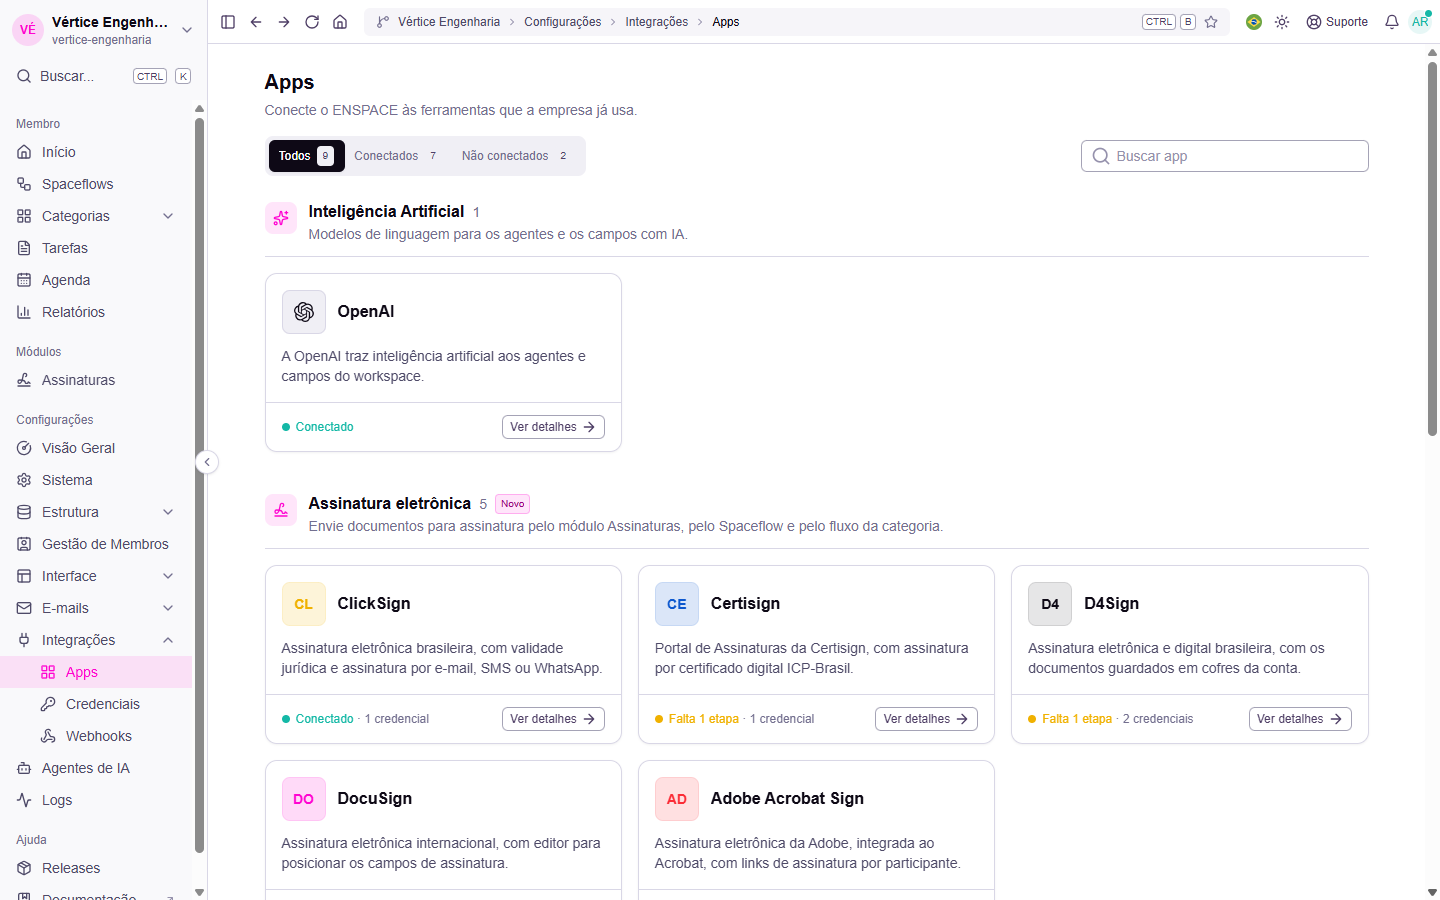 VÉ
Vértice Engenh...
vertice-engenharia
Buscar...
CTRL K
Membro
Início
Spaceflows
Categorias
Tarefas
Agenda
Relatórios
Módulos
Assinaturas
Configurações
Visão Geral
Sistema
Estrutura
Gestão de Membros
Interface
E-mails
Integrações
Apps
Credenciais
Webhooks
Agentes de IA
Logs
Ajuda
Releases
Documentação
Vértice Engenharia > Configurações > Integrações > Apps
CTRL B
Suporte
AR
Apps
Conecte o ENSPACE às ferramentas que a empresa já usa.
Todos 9 Conectados 7 Não conectados 2
Buscar app
Inteligência Artificial 1
Modelos de linguagem para os agentes e os campos com IA.
OpenAI
A OpenAI traz inteligência artificial aos agentes e
campos do workspace.
Conectado
Ver detalhes
Assinatura eletrônica 5 Novo
Envie documentos para assinatura pelo módulo Assinaturas, pelo Spaceflow e pelo fluxo da categoria.
CL
ClickSign
Assinatura eletrônica brasileira, com validade
jurídica e assinatura por e-mail, SMS ou WhatsApp.
Conectado · 1 credencial
Ver detalhes
CE
Certisign
Portal de Assinaturas da Certisign, com assinatura
por certificado digital ICP-Brasil.
Falta 1 etapa · 1 credencial
Ver detalhes
D4
D4Sign
Assinatura eletrônica e digital brasileira, com os
documentos guardados em cofres da conta.
Falta 1 etapa · 2 credenciais
Ver detalhes
DO
DocuSign
Assinatura eletrônica internacional, com editor para
posicionar os campos de assinatura.
AD
Adobe Acrobat Sign
Assinatura eletrônica da Adobe, integrada ao
Acrobat, com links de assinatura por participante.